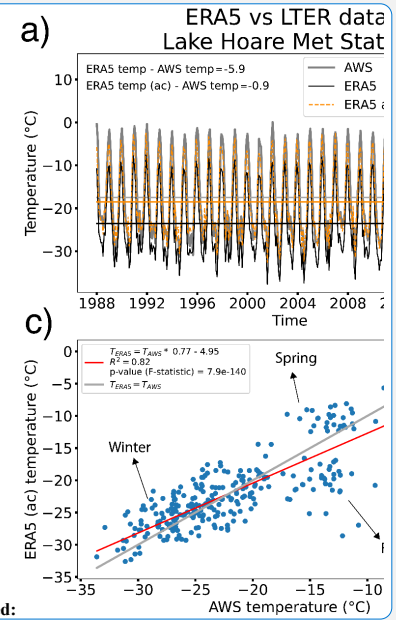 a)
ERA5 vs LTER data
Lake Hoare Met Stat
ERA5 temp - AWS temp=-5.9
ERA5 temp (ac) - AWS temp=-0.9
AWS
ERA5
ERA5 a
Temperature (°C)
10
0
−10
−20
−30
1988 1992 1996 2000 2004 2008 2
Time
c)
T_ERA5 = T_AWS * 0.77 - 4.95
R² = 0.82
p-value (F-statistic) = 7.9e-140
T_ERA5 = T_AWS
Spring
Winter
F
ERA5 (ac) temperature (°C)
0
−5
−10
−15
−20
−25
−30
−35
−35 −30 −25 −20 −15 −10
AWS temperature (°C)
d: